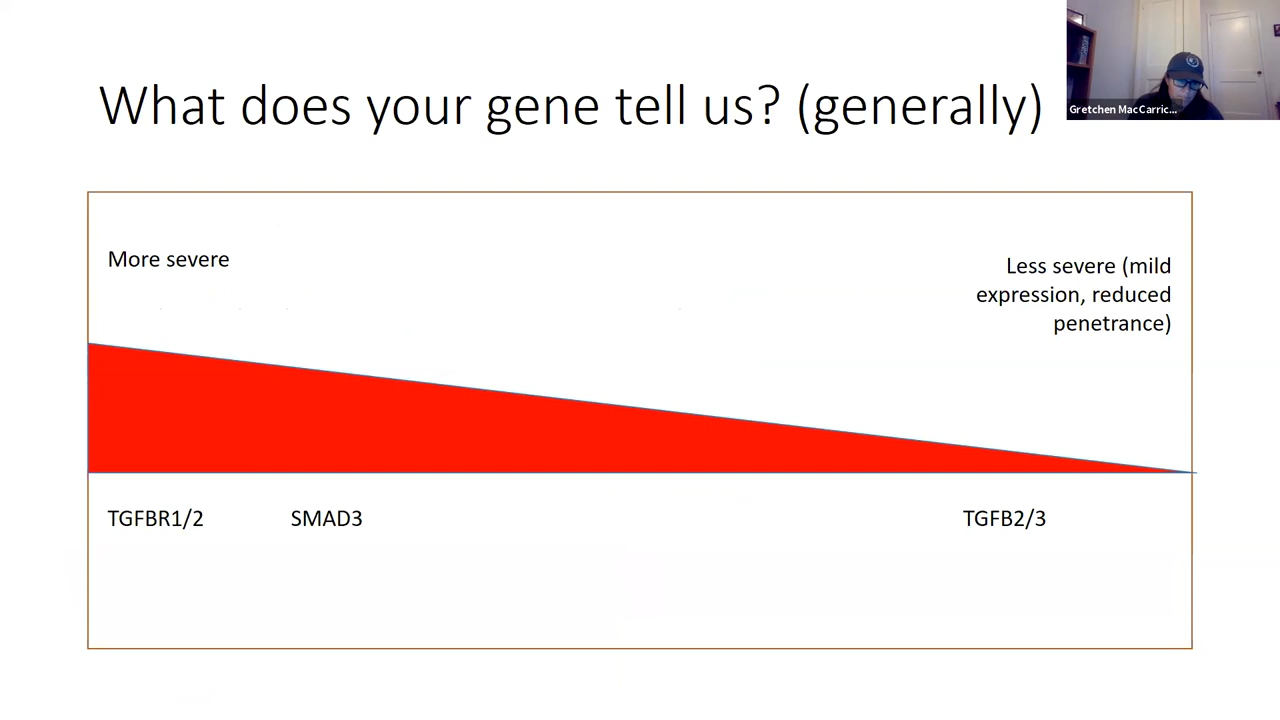 What does your gene tell us? (generally)
Gretchen MacCarric...
More severe
Less severe (mild
expression, reduced
penetrance)
TGFBR1/2
SMAD3
TGFB2/3